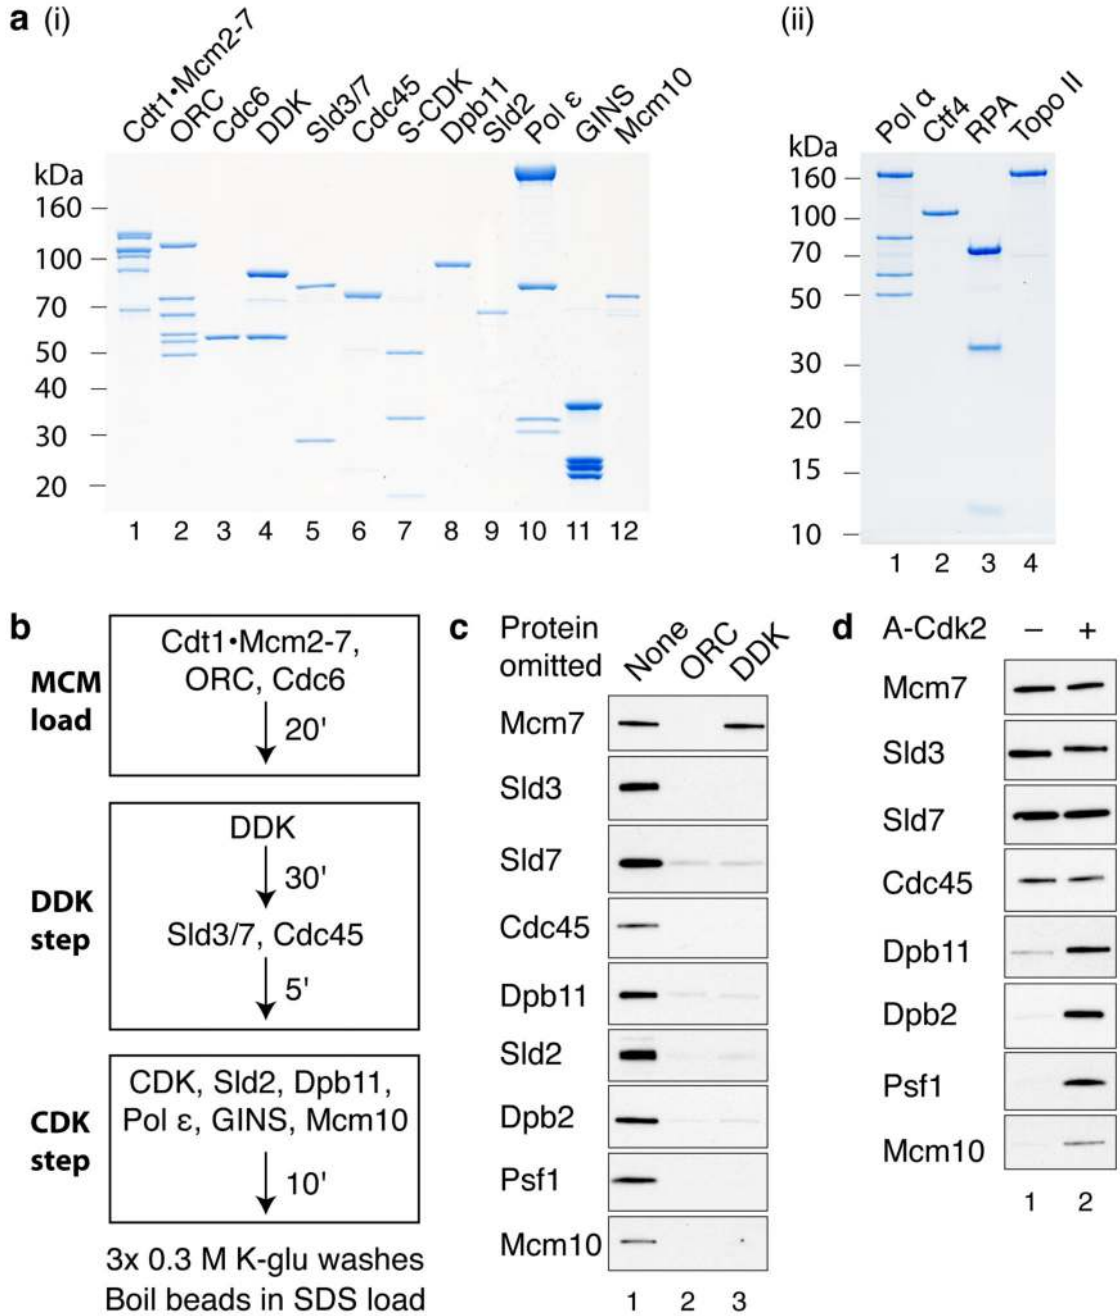 a (i)
Cdt1•Mcm2-7
ORC
Cdc6
DDK
Sld3/7
Cdc45
S-CDK
Dpb11
Sld2
Pol ε
GINS
Mcm10
kDa
160
100
70
50
40
30
20
1 2 3 4 5 6 7 8 9 10 11 12
(ii)
Pol α
Ctf4
RPA
Topo II
kDa
160
100
70
50
30
20
15
10
1 2 3 4
b
MCM
load
Cdt1•Mcm2-7,
ORC, Cdc6
20'
DDK
step
DDK
30'
Sld3/7, Cdc45
5'
CDK
step
CDK, Sld2, Dpb11,
Pol ε, GINS, Mcm10
10'
3x 0.3 M K-glu washes
Boil beads in SDS load
c Protein
omitted
None
ORC
DDK
Mcm7
Sld3
Sld7
Cdc45
Dpb11
Sld2
Dpb2
Psf1
Mcm10
1 2 3
d A-Cdk2 – +
Mcm7
Sld3
Sld7
Cdc45
Dpb11
Dpb2
Psf1
Mcm10
1 2